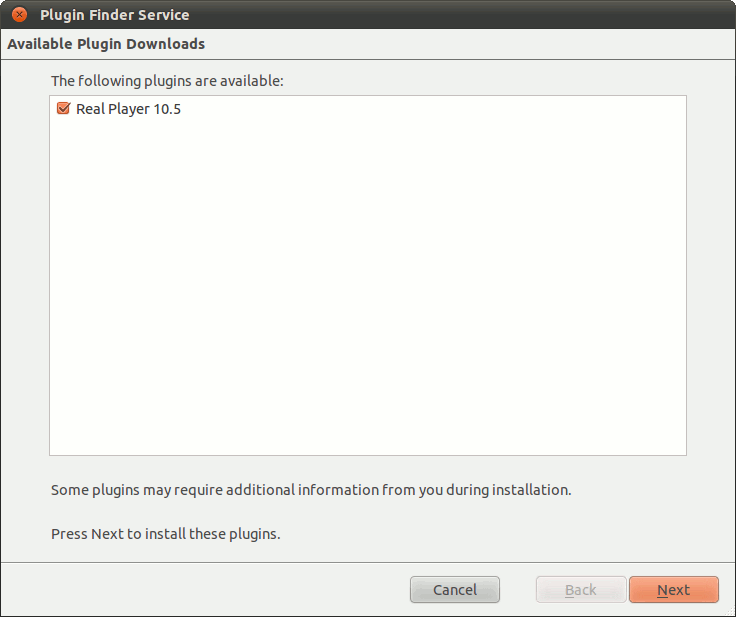 Plugin Finder Service
Available Plugin Downloads
The following plugins are available:
Real Player 10.5
Some plugins may require additional information from you during installation.
Press Next to install these plugins.
Cancel
Back
Next